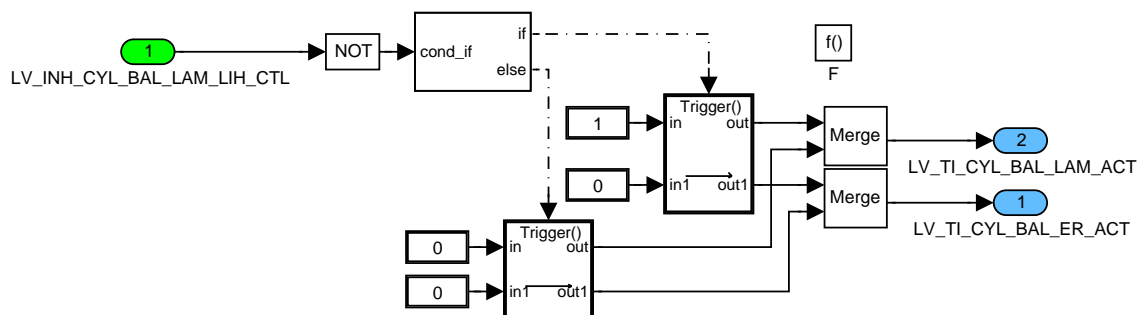 1
LV_INH_CYL_BAL_LAM_LIH_CTL
NOT
cond_if
if
else
f()
F
Trigger()
in
out
in1
out1
1
0
Merge
2
LV_TI_CYL_BAL_LAM_ACT
Merge
1
LV_TI_CYL_BAL_ER_ACT
Trigger()
in
out
in1
out1
0
0